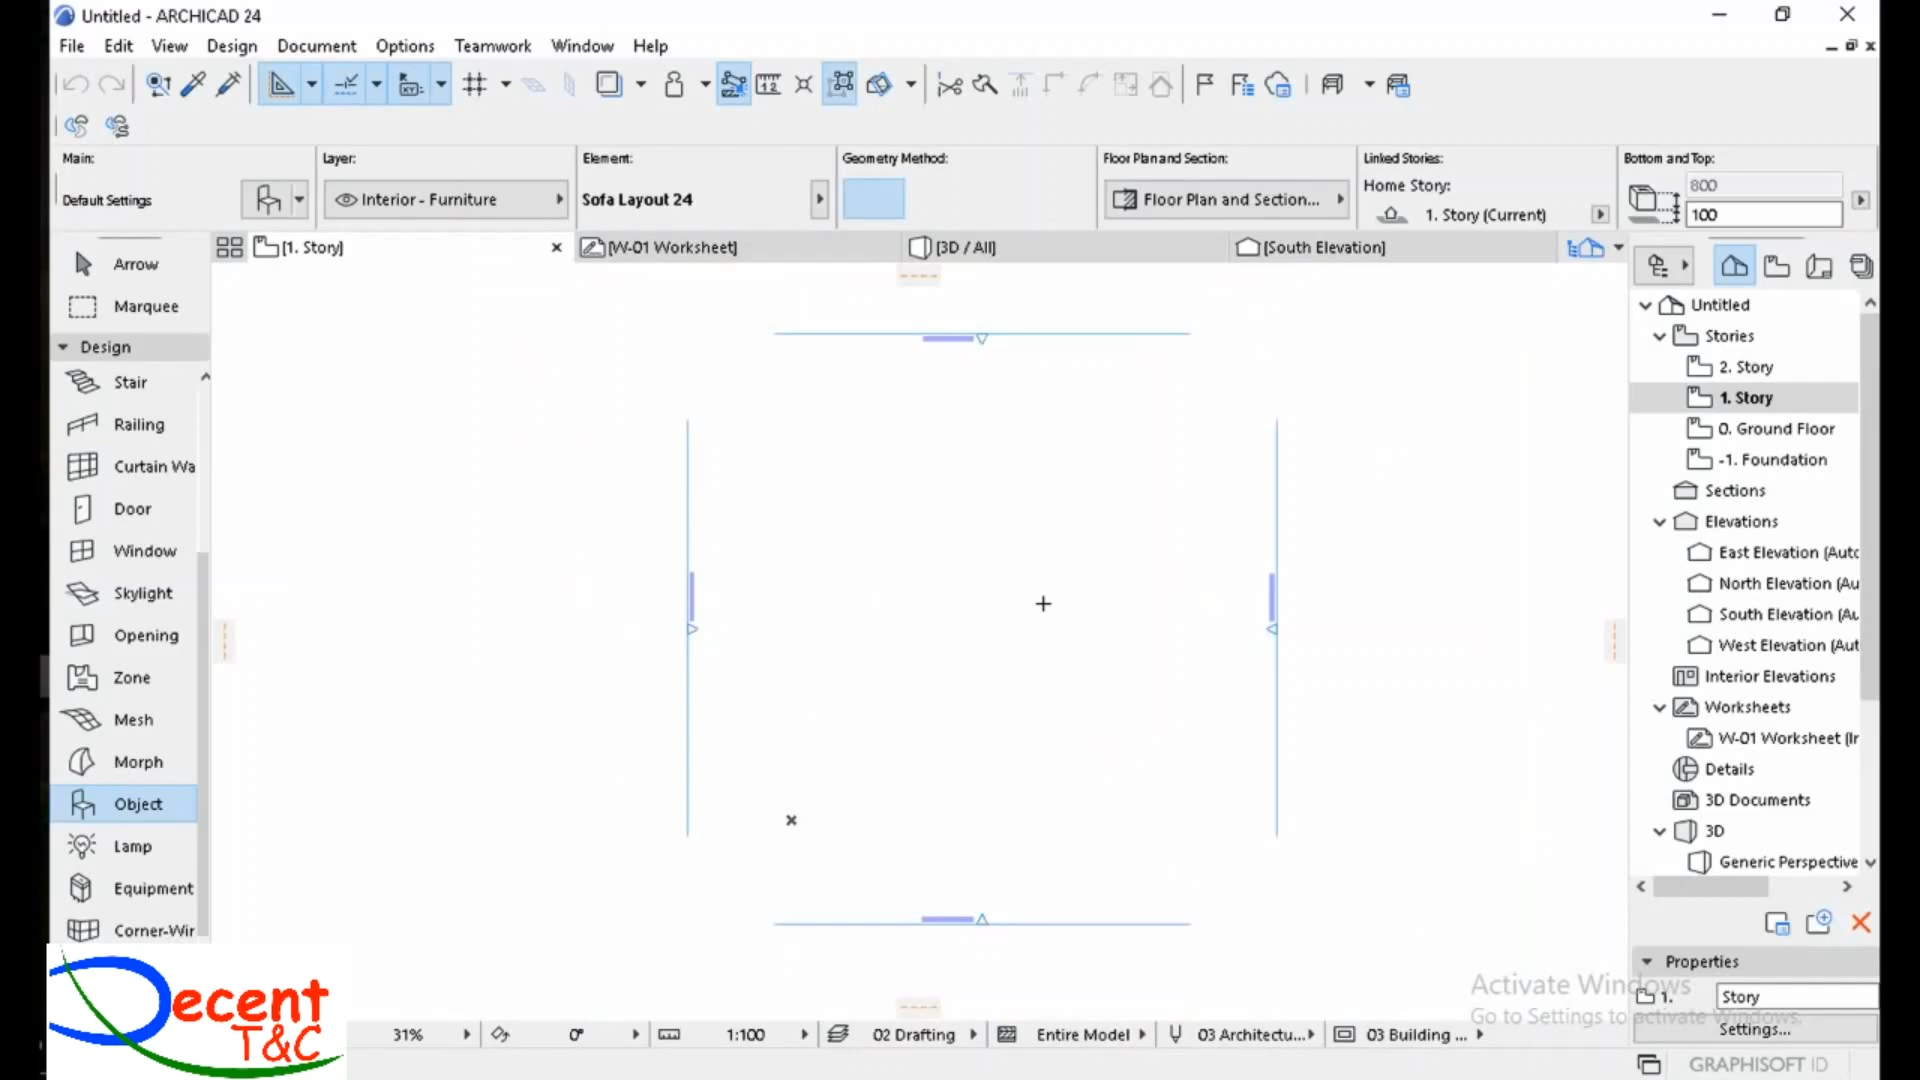 Untitled - ARCHICAD 24
File Edit View Design Document Options Teamwork Window Help
Main: Layer: Element: Geometry Method: Floor Plan and Section: Linked Stories: Bottom and Top:
Default Settings
Interior - Furniture
Sofa Layout 24
Floor Plan and Section...
Home Story:
1. Story (Current)
800
100
[1. Story]
[W-01 Worksheet]
[3D / All]
[South Elevation]
Arrow
Marquee
Design
Stair
Railing
Curtain Wa
Door
Window
Skylight
Opening
Zone
Mesh
Morph
Object
Lamp
Equipment
Corner-Wir
Untitled
Stories
2. Story
1. Story
0. Ground Floor
-1. Foundation
Sections
Elevations
East Elevation (Auto
North Elevation (Au
South Elevation (Au
West Elevation (Aut
Interior Elevations
Worksheets
W-01 Worksheet (Ir
Details
3D Documents
3D
Generic Perspective
Properties
1. Story
Settings...
Activate Windows
Go to Settings to activate Windows.
GRAPHISOFT ID
31% 0° 1:100 02 Drafting Entire Model 03 Architectu... 03 Building ...
Decent
T&C